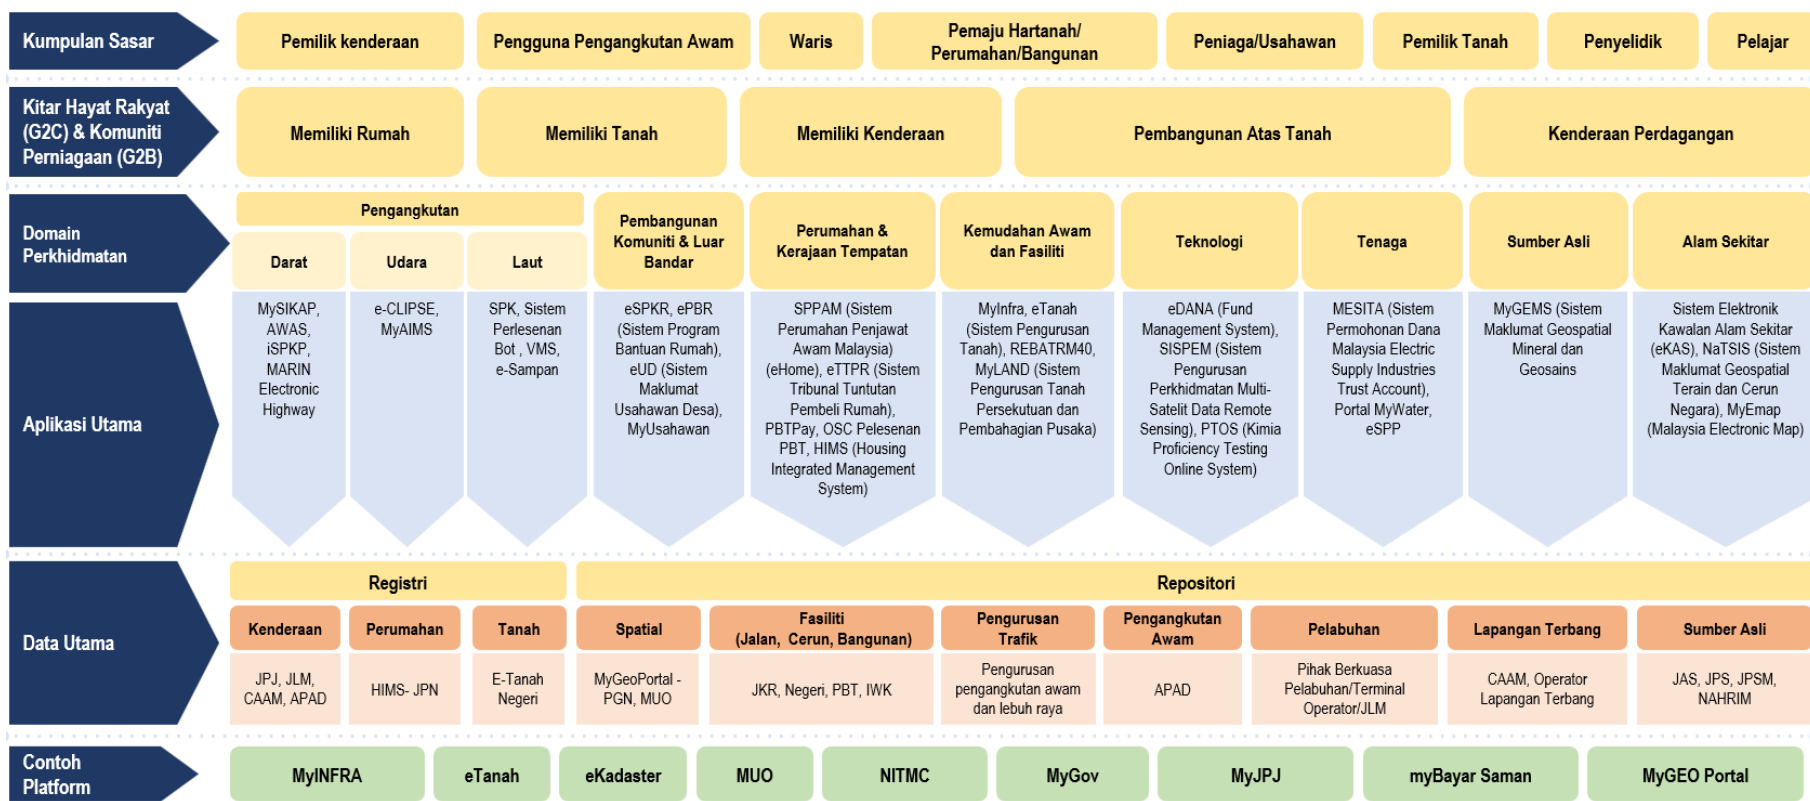 Kumpulan Sasar
Pemilik kenderaan
Pengguna Pengangkutan Awam
Waris
Pemaju Hartanah/
Perumahan/Bangunan
Peniaga/Usahawan
Pemilik Tanah
Penyelidik
Pelajar
Kitar Hayat Rakyat
(G2C) & Komuniti
Perniagaan (G2B)
Memiliki Rumah
Memiliki Tanah
Memiliki Kenderaan
Pembangunan Atas Tanah
Kenderaan Perdagangan
Domain
Perkhidmatan
Pengangkutan
Darat
Udara
Laut
Pembangunan
Komuniti & Luar
Bandar
Perumahan &
Kerajaan Tempatan
Kemudahan Awam
dan Fasiliti
Teknologi
Tenaga
Sumber Asli
Alam Sekitar
Aplikasi Utama
MySIKAP,
AWAS,
iSPKP,
MARIN
Electronic
Highway
e-CLIPSE,
MyAIMS
SPK, Sistem
Perlesenan
Bot , VMS,
e-Sampan
eSPKR, ePBR
(Sistem Program
Bantuan Rumah),
eUD (Sistem
Maklumat
Usahawan Desa),
MyUsahawan
SPPAM (Sistem
Perumahan Penjawat
Awam Malaysia)
(eHome), eTTPR (Sistem
Tribunal Tuntutan
Pembeli Rumah),
PBTPay, OSC Pelesenan
PBT, HIMS (Housing
Integrated Management
System)
MyInfra, eTanah
(Sistem Pengurusan
Tanah), REBATRM40,
MyLAND (Sistem
Pengurusan Tanah
Persekutuan dan
Pembahagian Pusaka)
eDANA (Fund
Management System),
SISPEM (Sistem
Pengurusan
Perkhidmatan Multi-
Satelit Data Remote
Sensing), PTOS (Kimia
Proficiency Testing
Online System)
MESITA (Sistem
Permohonan Dana
Malaysia Electric
Supply Industries
Trust Account),
Portal MyWater,
eSPP
MyGEMS (Sistem
Maklumat Geospatial
Mineral dan
Geosains
Sistem Elektronik
Kawalan Alam Sekitar
(eKAS), NaTSIS (Sistem
Maklumat Geospatial
Terain dan Cerun
Negara), MyEmap
(Malaysia Electronic Map)
Data Utama
Registri
Repositori
Kenderaan
Perumahan
Tanah
Spatial
Fasiliti
(Jalan, Cerun, Bangunan)
Pengurusan
Trafik
Pengangkutan
Awam
Pelabuhan
Lapangan Terbang
Sumber Asli
JPJ, JLM,
CAAM, APAD
HIMS- JPN
E-Tanah
Negeri
MyGeoPortal -
PGN, MUO
JKR, Negeri, PBT, IWK
Pengurusan
pengangkutan awam
dan lebuh raya
APAD
Pihak Berkuasa
Pelabuhan/Terminal
Operator/JLM
CAAM, Operator
Lapangan Terbang
JAS, JPS, JPSM,
NAHRIM
Contoh
Platform
MyINFRA
eTanah
eKadaster
MUO
NITMC
MyGov
MyJPJ
myBayar Saman
MyGEO Portal